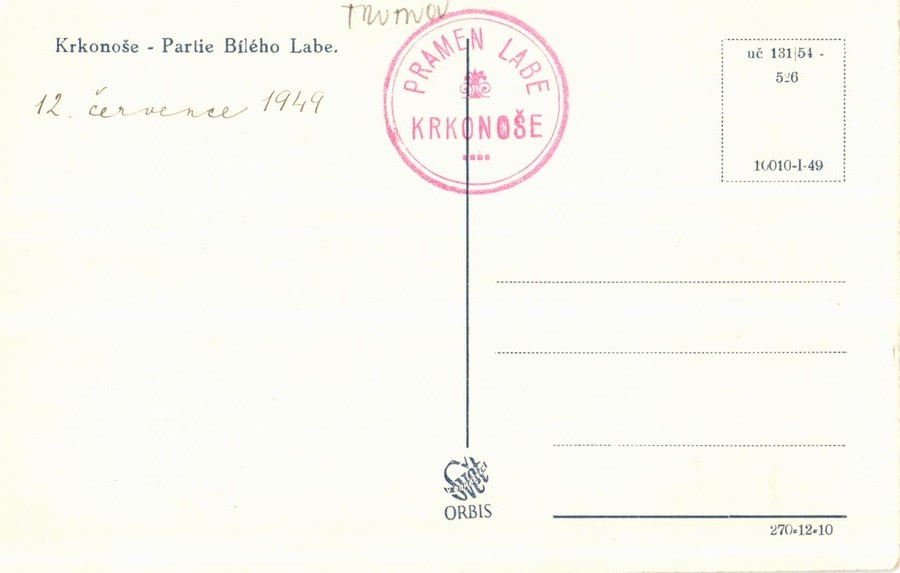 TRUTNOV
Krkonoše - Partie Bílého Labe.
12. července 1949
PRAMEN LABE
KRKONOŠE
uč 131|54 -
526
10010-I-49
Svět
ORBIS
270-12-10